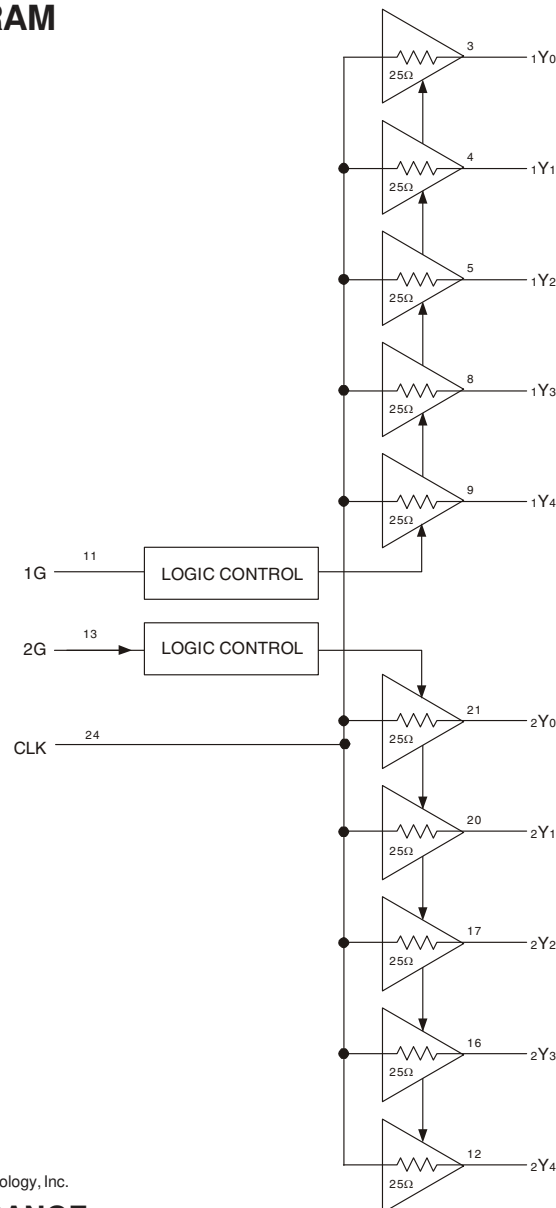 RAM
3
1Y0
25Ω
4
1Y1
25Ω
5
1Y2
25Ω
8
1Y3
25Ω
9
1Y4
25Ω
11
1G
LOGIC CONTROL
13
2G
LOGIC CONTROL
21
2Y0
25Ω
24
CLK
20
2Y1
25Ω
17
2Y2
25Ω
16
2Y3
25Ω
12
2Y4
25Ω
ology, Inc.